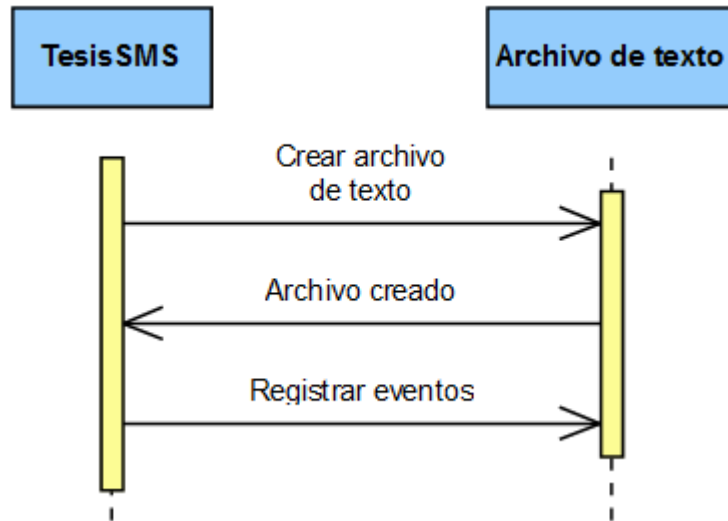 TesisSMS
Archivo de texto
Crear archivo
de texto
Archivo creado
Registrar eventos